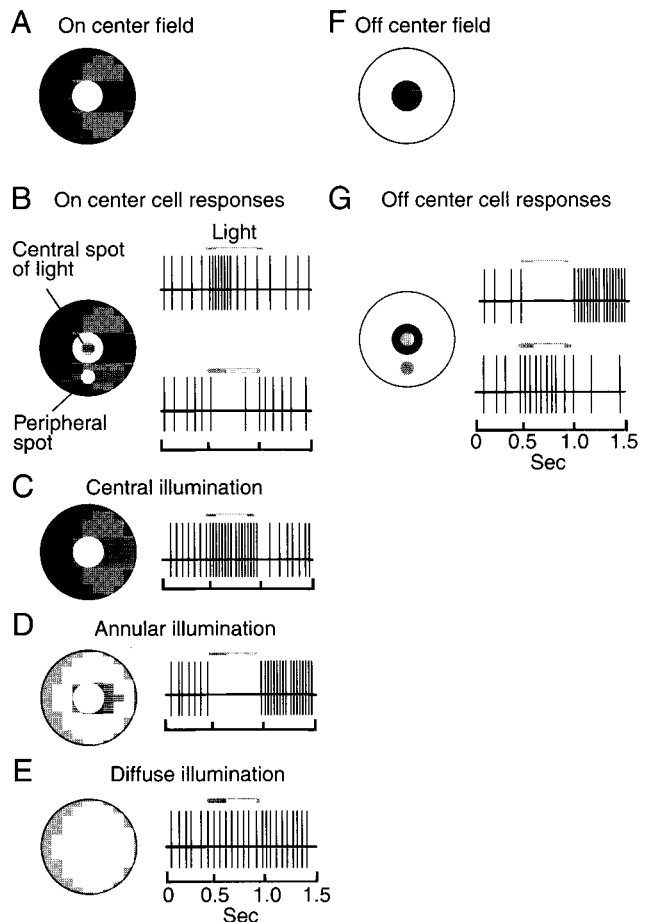 A On center field
F Off center field
B On center cell responses
Light
Central spot
of light
Peripheral
spot
G Off center cell responses
0 0.5 1.0 1.5
Sec
C Central illumination
D Annular illumination
E Diffuse illumination
0 0.5 1.0 1.5
Sec